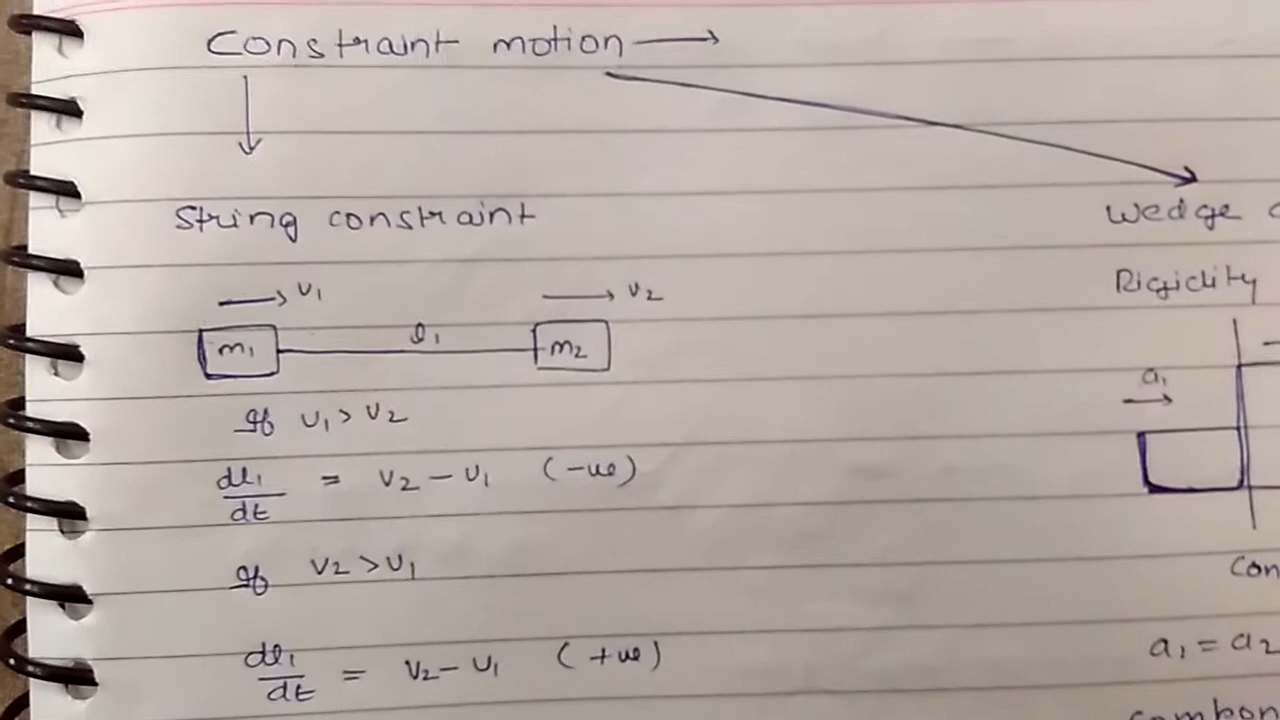 Constraint motion →
String constraint
Wedge
Rigidity
→ v₁
→ v₂
m₁
l₁
m₂
a₁
If v₁ > v₂
dl₁/dt = v₂ - v₁ (-ve)
If v₂ > v₁
Con
dl₁/dt = v₂ - v₁ (+ve)
a₁ = a₂
compon